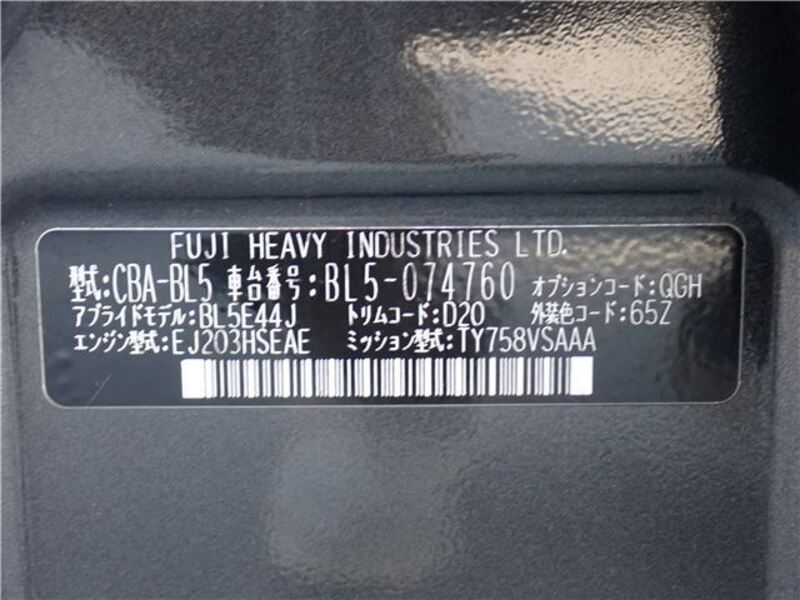 FUJI HEAVY INDUSTRIES LTD.
型式:CBA-BL5 車台番号:BL5-074760 オプションコード:QGH
アプライドモデル:BL5E44J トリムコード:D20 外装色コード:65Z
エンジン型式:EJ203HSEAE ミッション型式:TY758VSAAA